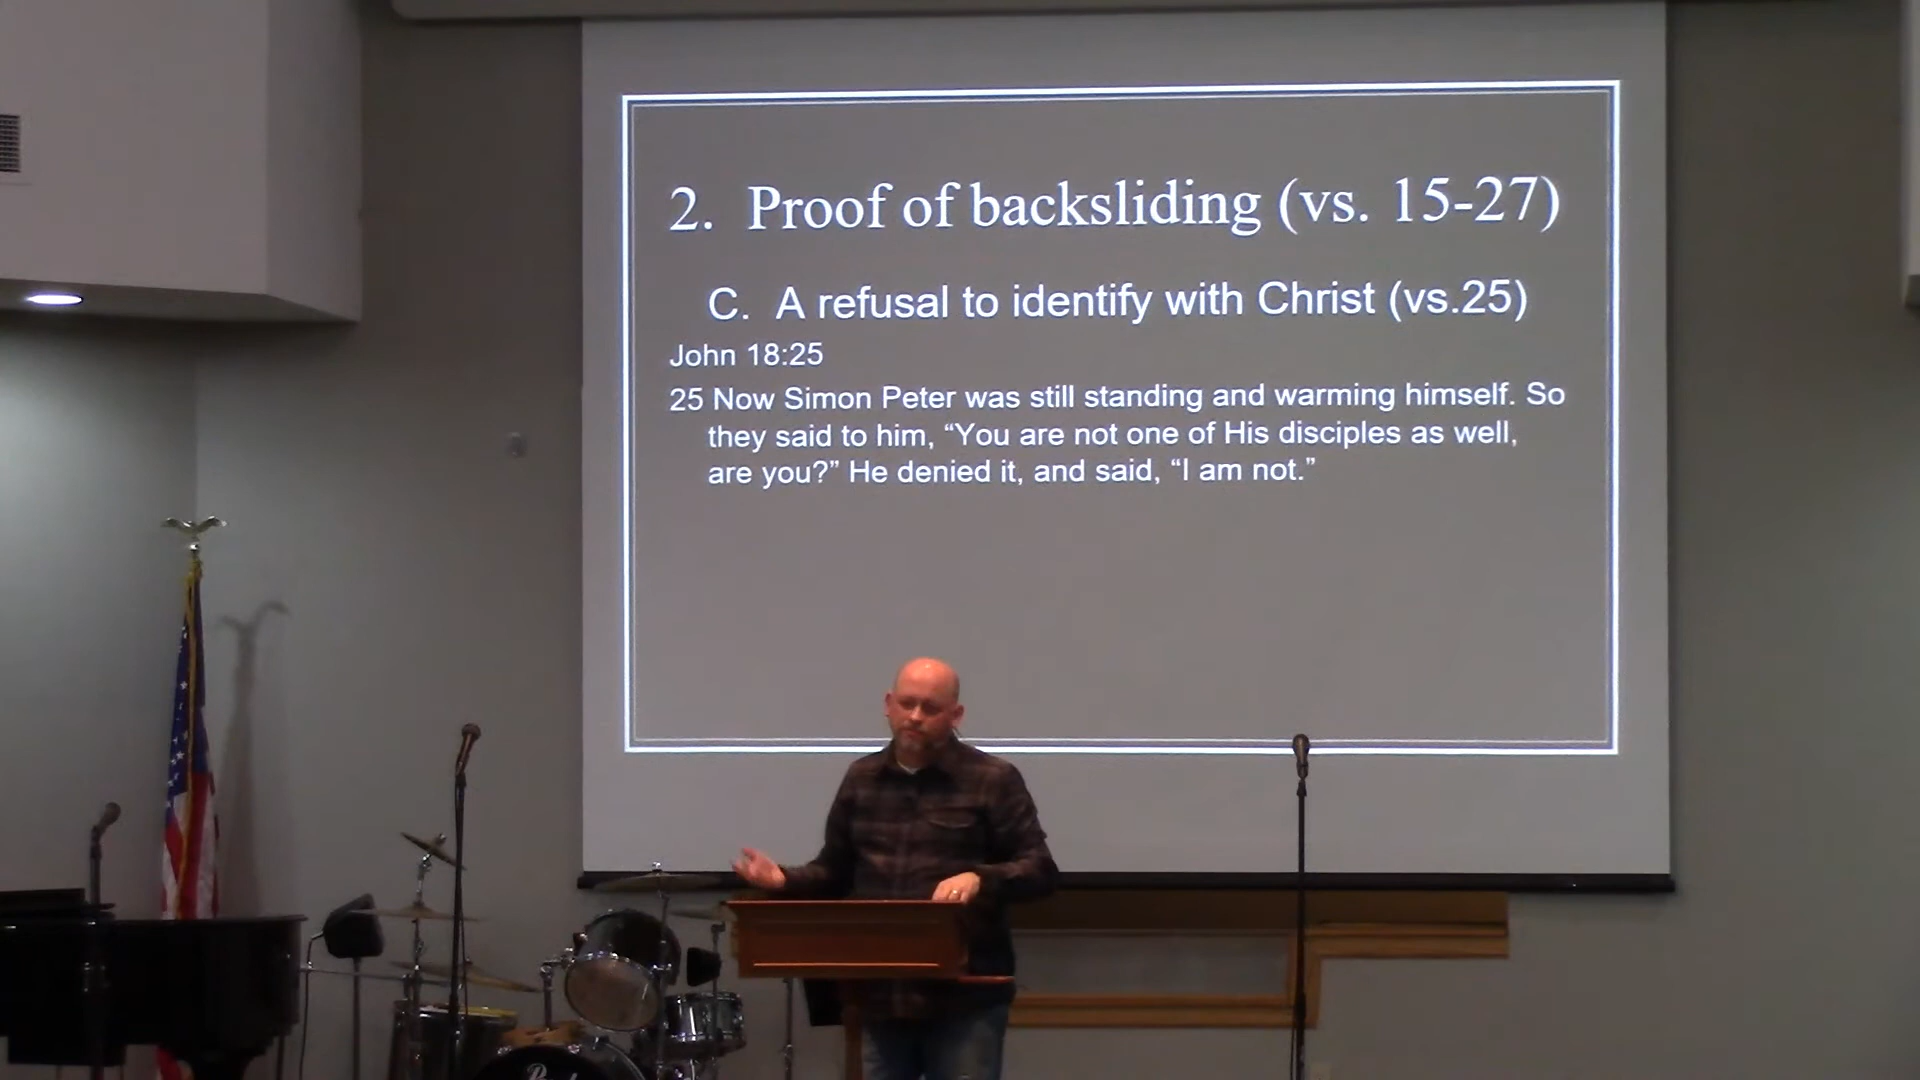 2. Proof of backsliding (vs. 15-27)
C. A refusal to identify with Christ (vs.25)
John 18:25
25 Now Simon Peter was still standing and warming himself. So
they said to him, “You are not one of His disciples as well,
are you?” He denied it, and said, “I am not.”